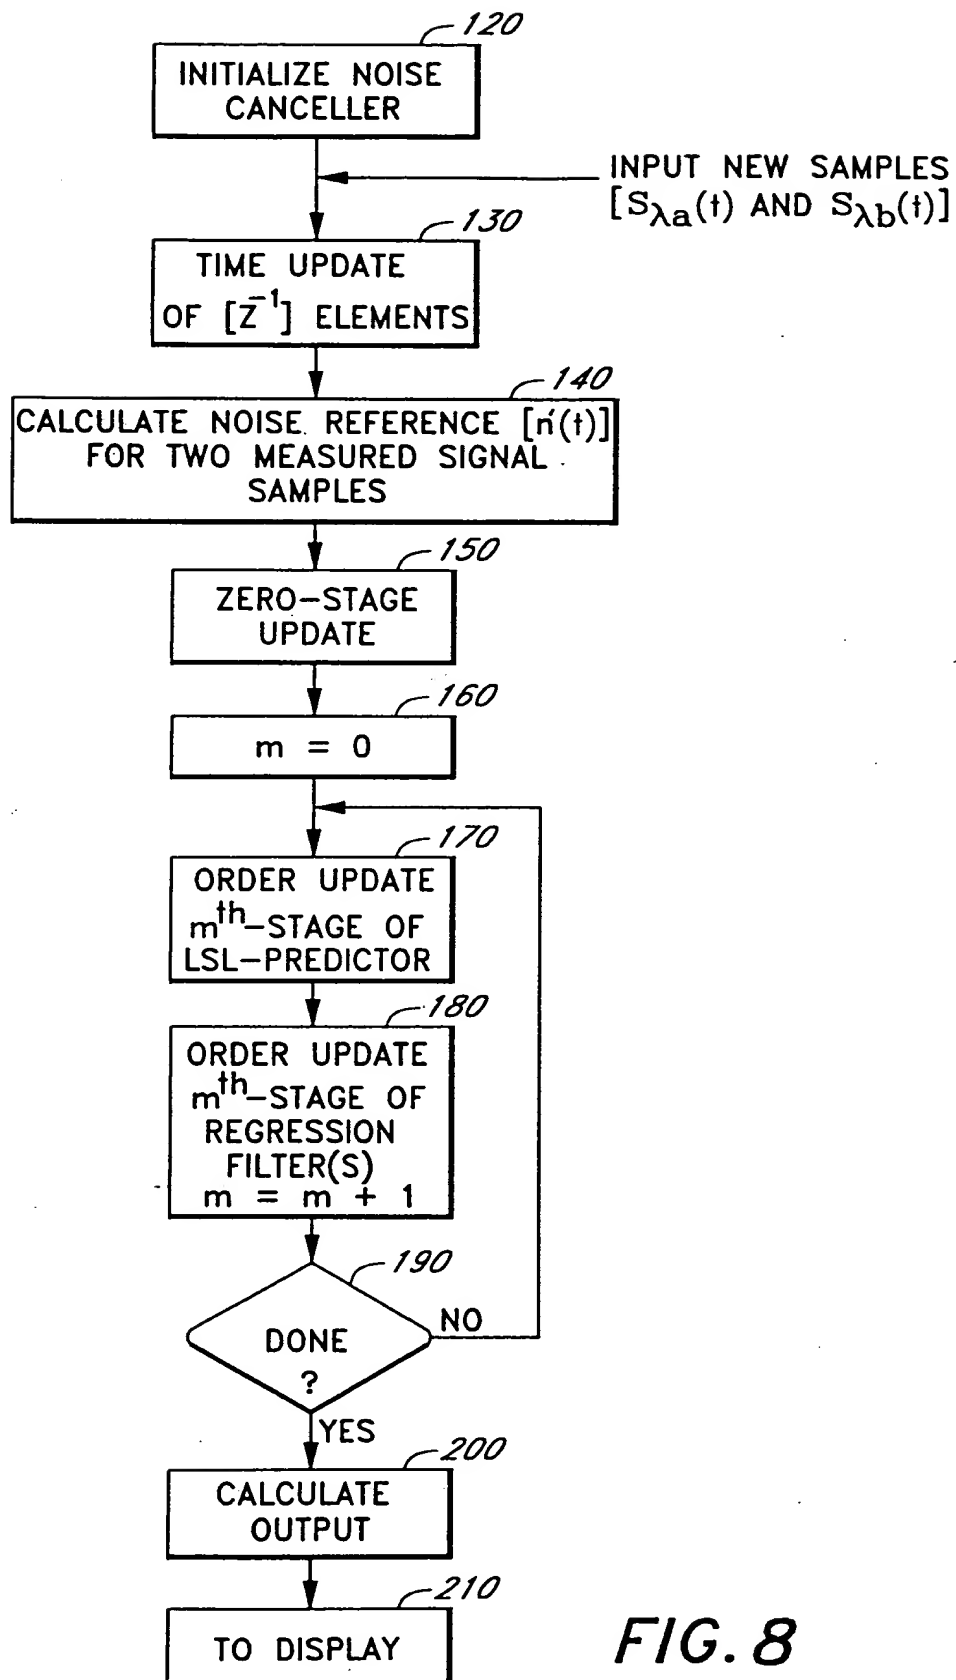 120
INITIALIZE NOISE
CANCELLER
INPUT NEW SAMPLES
[Sλa(t) AND Sλb(t)]
130
TIME UPDATE
OF [Z⁻¹] ELEMENTS
140
CALCULATE NOISE REFERENCE [n′(t)]
FOR TWO MEASURED SIGNAL
SAMPLES
150
ZERO-STAGE
UPDATE
160
m = 0
170
ORDER UPDATE
mᵗʰ-STAGE OF
LSL-PREDICTOR
180
ORDER UPDATE
mᵗʰ-STAGE OF
REGRESSION
FILTER(S)
m = m + 1
190
DONE
?
NO
YES
200
CALCULATE
OUTPUT
210
TO DISPLAY
FIG. 8